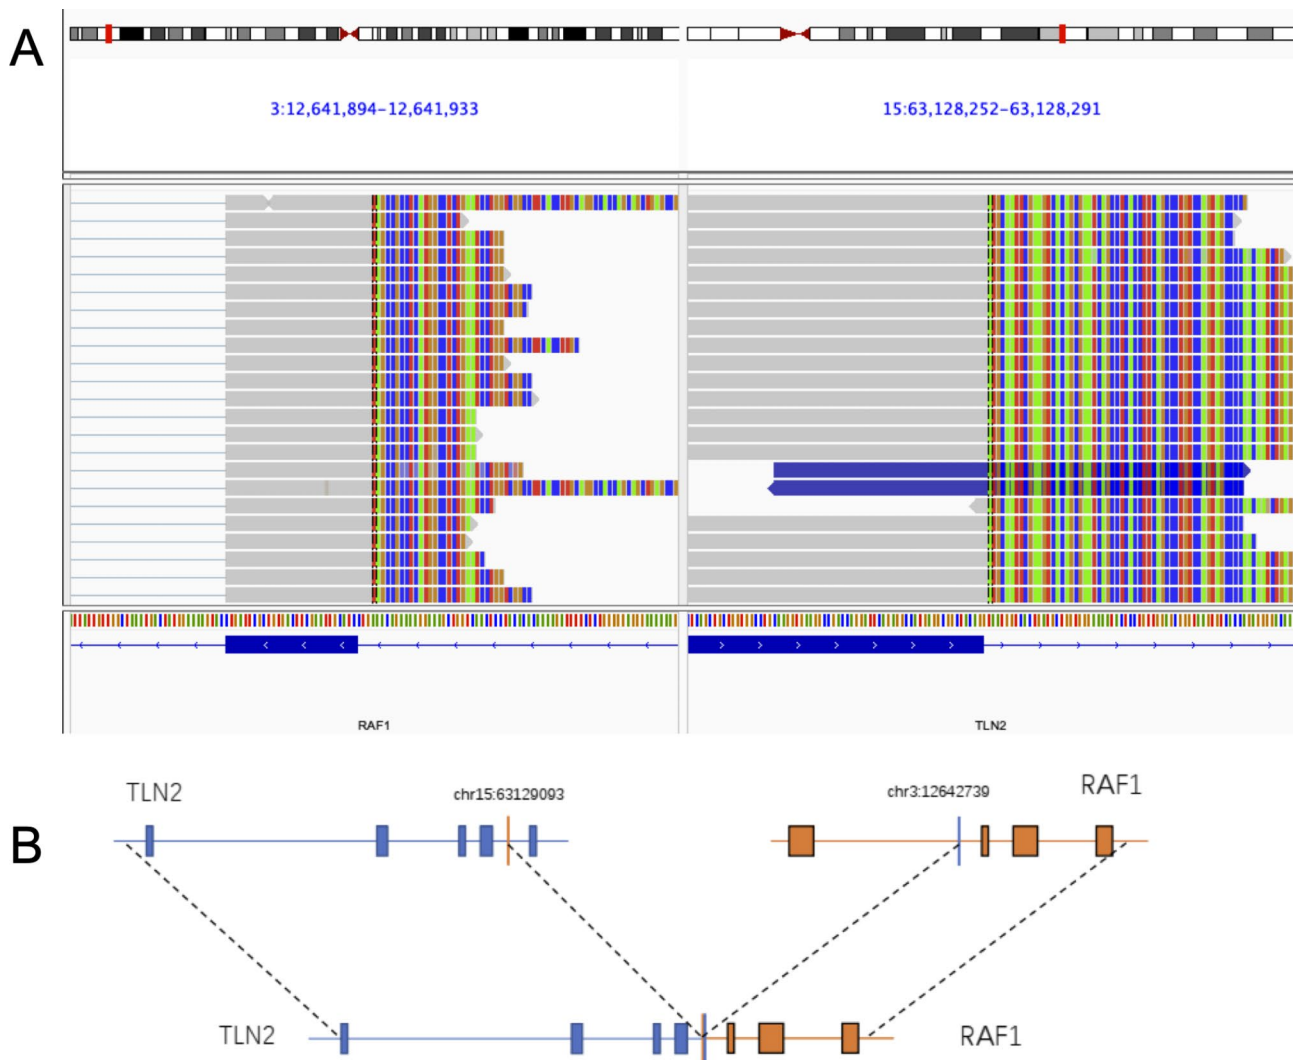 A
3:12,641,894-12,641,933
15:63,128,252-63,128,291
RAF1
TLN2
B
TLN2
chr15:63129093
chr3:12642739
RAF1
TLN2
RAF1